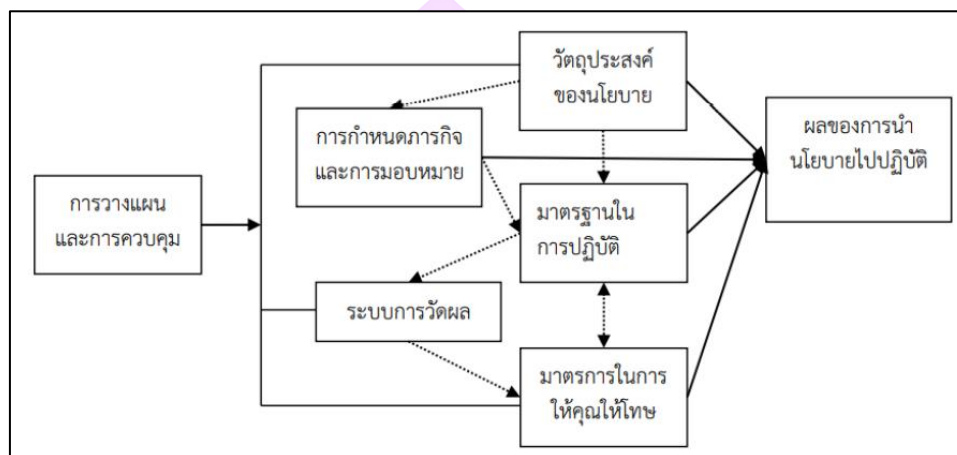 วัตถุประสงค์
ของนโยบาย
การกำหนดภารกิจ
และการมอบหมาย
ผลของการนำ
นโยบายไปปฏิบัติ
การวางแผน
และการควบคุม
มาตรฐานใน
การปฏิบัติ
ระบบการวัดผล
มาตรการในการ
ให้คุณให้โทษ